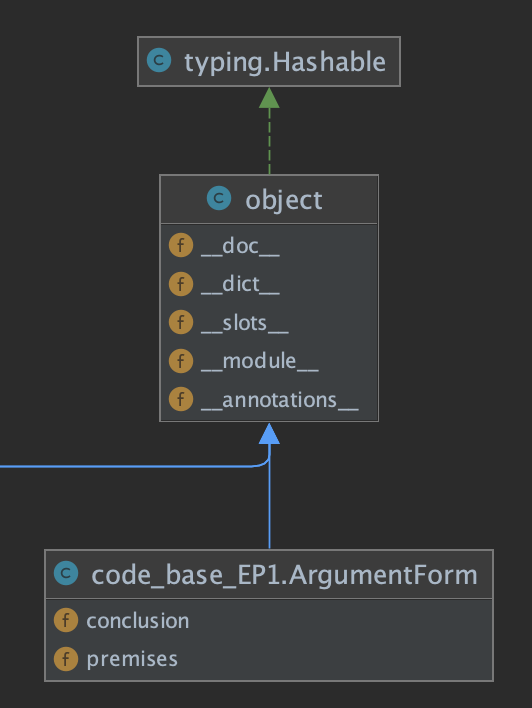 C typing.Hashable
C object
f __doc__
f __dict__
f __slots__
f __module__
f __annotations__
C code_base_EP1.ArgumentForm
f conclusion
f premises